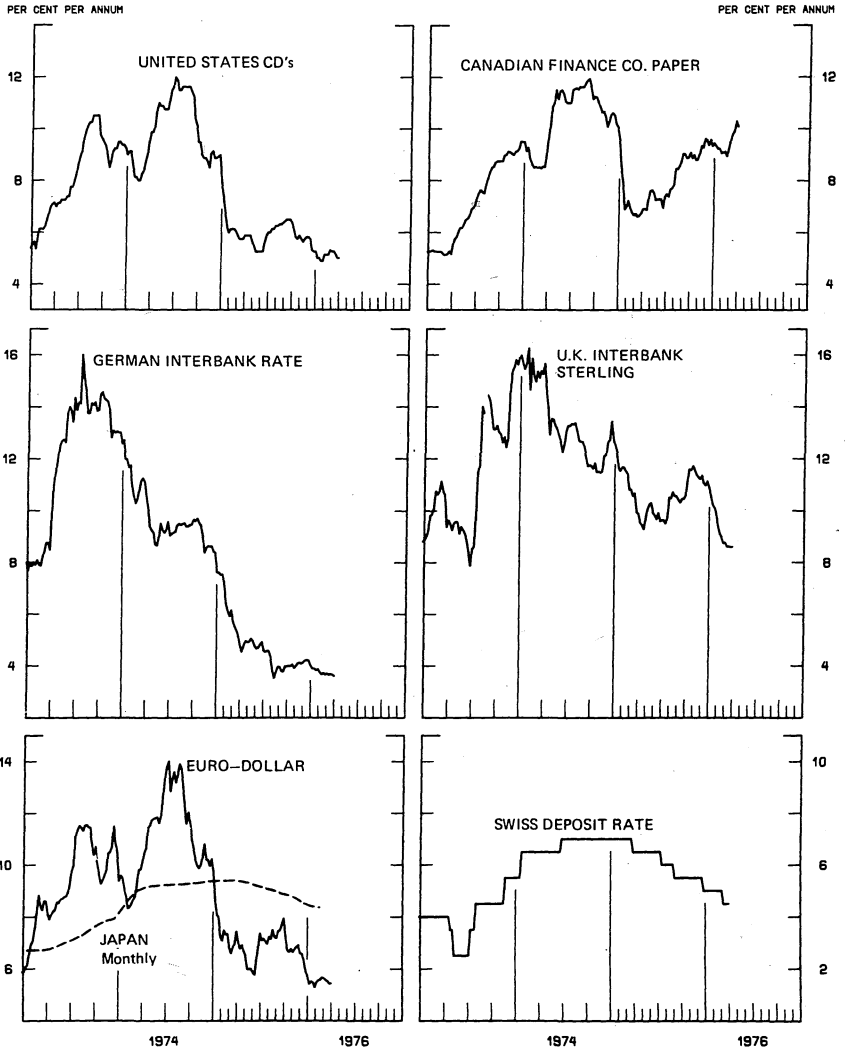 PER CENT PER ANNUM
PER CENT PER ANNUM
UNITED STATES CD's
12
8
4
CANADIAN FINANCE CO. PAPER
12
8
4
GERMAN INTERBANK RATE
16
12
8
4
U.K. INTERBANK
STERLING
16
12
8
4
EURO-DOLLAR
14
10
6
JAPAN
Monthly
1974
1976
SWISS DEPOSIT RATE
10
6
2
1974
1976